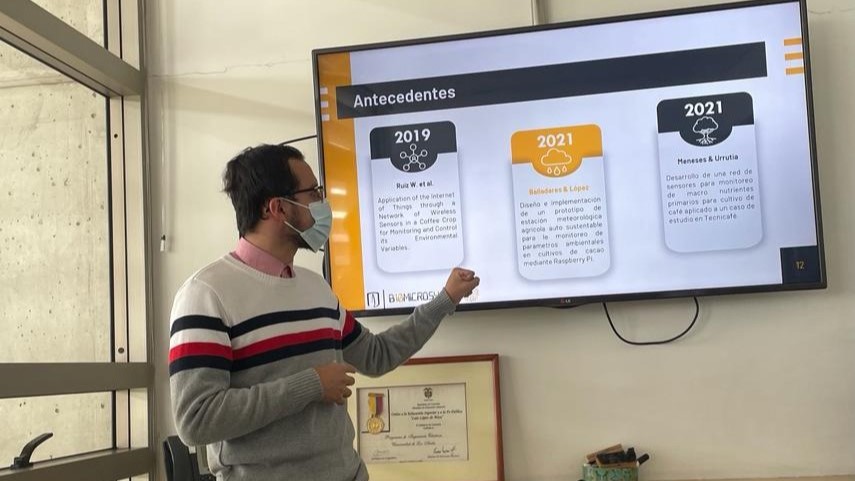 Antecedentes
2019
Ruiz W. et al.
Application of the Internet
of Things through a
Network of Wireless
Sensors in a Coffee Crop
for Monitoring and Control
its Environmental
Variables.
2021
Balladares & López
Diseño e implementación
de un prototipo de
estación meteorológica
agrícola auto sustentable
para le monitoreo de
parámetros ambientales
en cultivos de cacao
mediante Raspberry Pi.
2021
Meneses & Urrutia
Desarrollo de una red de
sensores para monitoreo
de macro nutrientes
primarios para cultivo de
café aplicado a un caso de
estudio en Tecnicafé.
12
LG